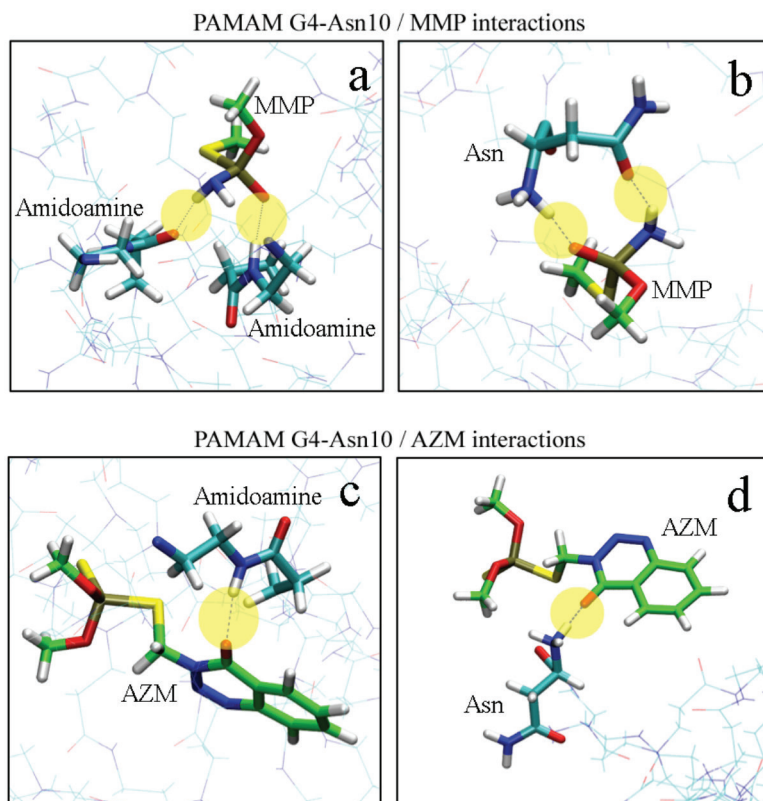 PAMAM G4-Asn10 / MMP interactions
a
MMP
Amidoamine
Amidoamine
b
Asn
MMP
PAMAM G4-Asn10 / AZM interactions
c
Amidoamine
AZM
d
AZM
Asn